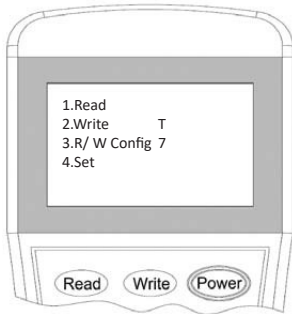 1.Read
2.Write T
3.R/ W Config 7
4.Set
Read Write Power